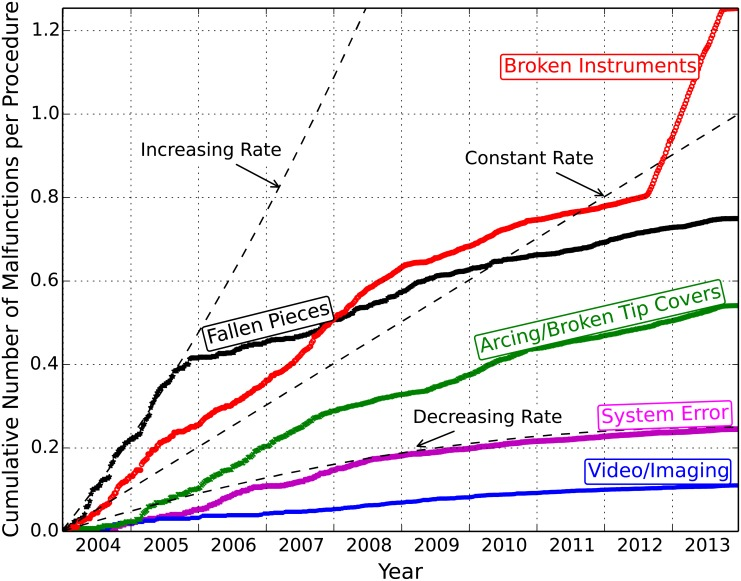 Cumulative Number of Malfunctions per Procedure
1.2
1.0
0.8
0.6
0.4
0.2
0.0
Broken Instruments
Increasing Rate
Constant Rate
Fallen Pieces
Arcing/Broken Tip Covers
Decreasing Rate
System Error
Video/Imaging
2004 2005 2006 2007 2008 2009 2010 2011 2012 2013
Year